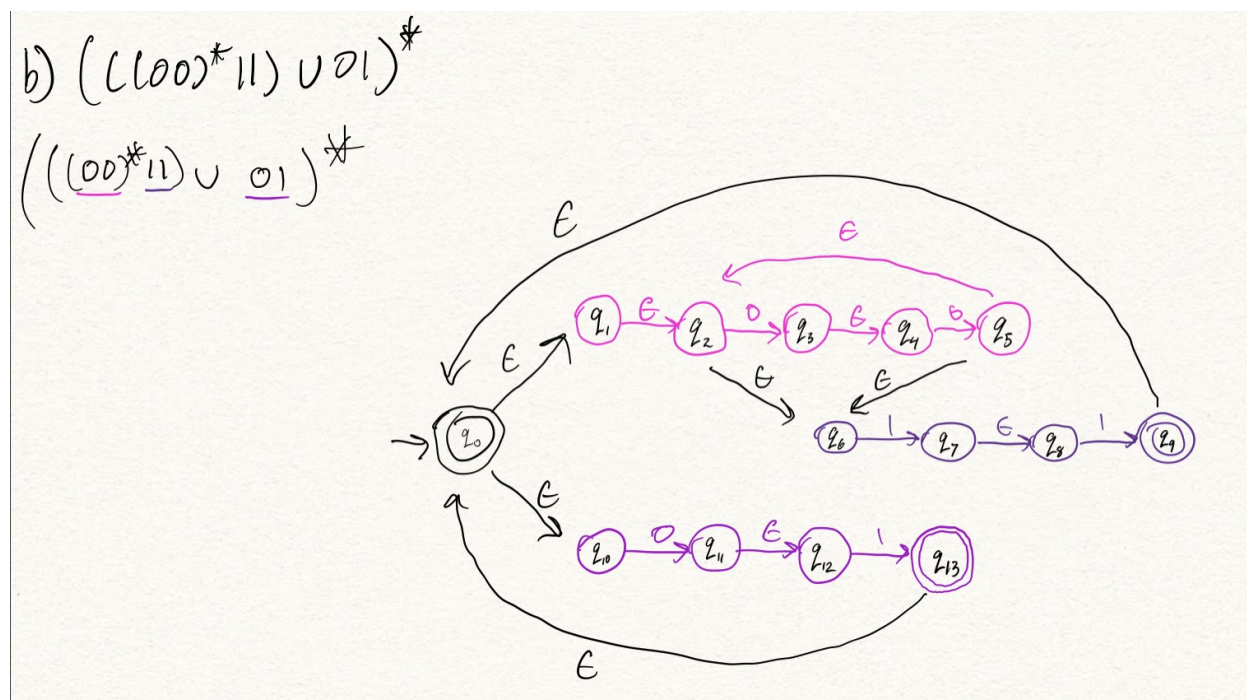 b) (((00)*11) ∪ 01)*
(((00)*11) ∪ 01)*
ϵ
ϵ
ϵ q₁ ϵ q₂ 0 q₃ ϵ q₄ 0 q₅
ϵ ϵ
q₀ q₆ 1 q₇ ϵ q₈ 1 q₉
ϵ
q₁₀ 0 q₁₁ ϵ q₁₂ 1 q₁₃
ϵ